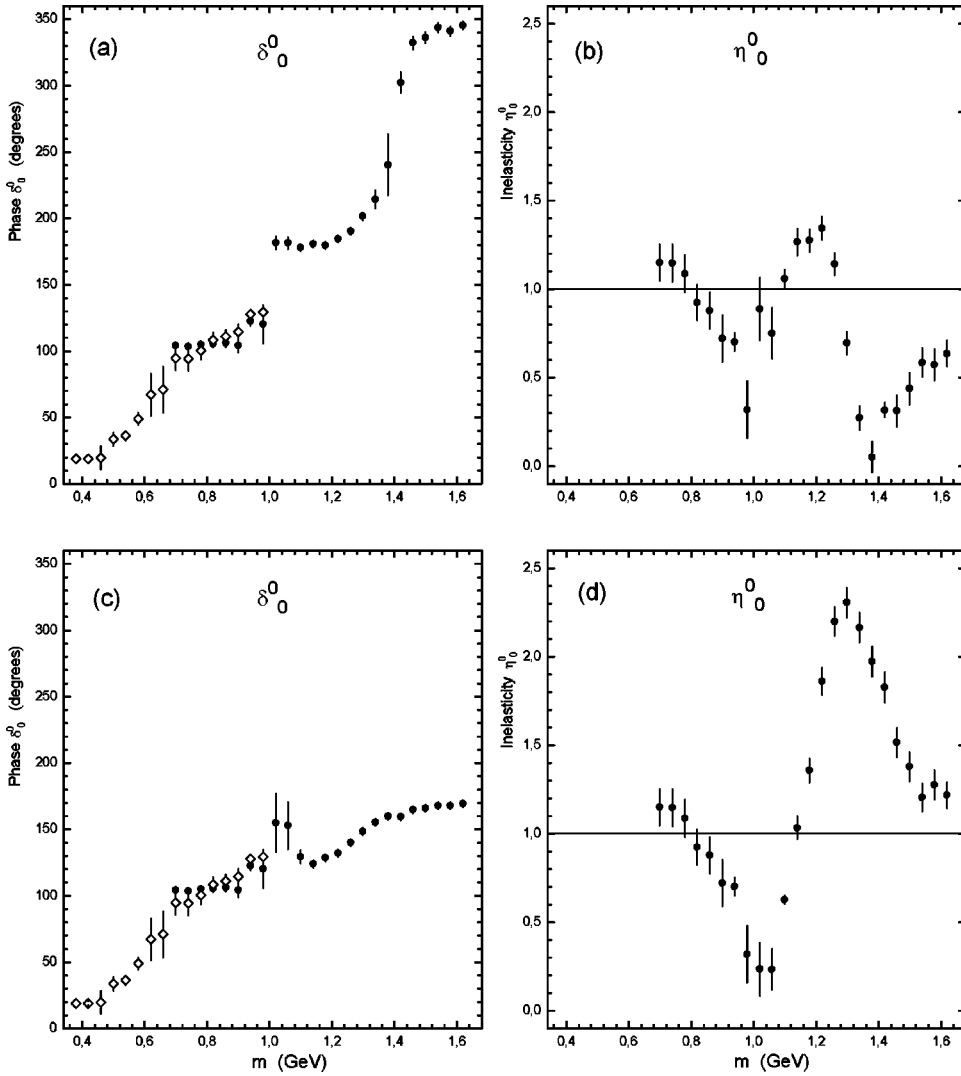 (a)
δ⁰₀
Phase δ⁰₀ (degrees)
350
300
250
200
150
100
50
0
0,4 0,6 0,8 1,0 1,2 1,4 1,6
(b)
η⁰₀
Inelasticity η⁰₀
2,5
2,0
1,5
1,0
0,5
0,0
0,4 0,6 0,8 1,0 1,2 1,4 1,6
(c)
δ⁰₀
Phase δ⁰₀ (degrees)
350
300
250
200
150
100
50
0
0,4 0,6 0,8 1,0 1,2 1,4 1,6
m (GeV)
(d)
η⁰₀
Inelasticity η⁰₀
2,5
2,0
1,5
1,0
0,5
0,0
0,4 0,6 0,8 1,0 1,2 1,4 1,6
m (GeV)